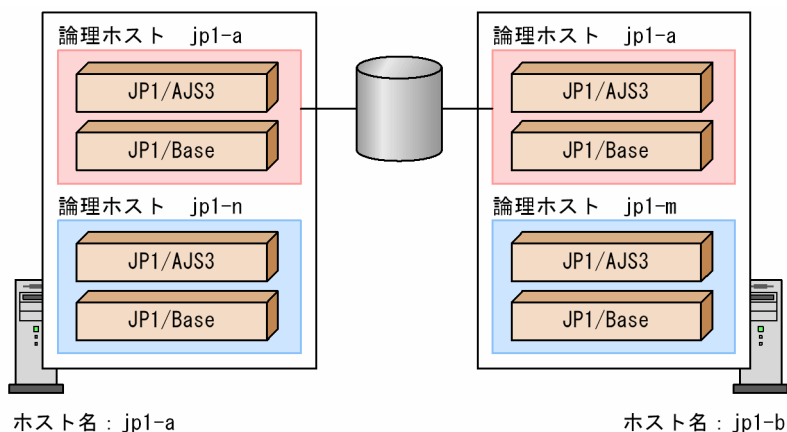 論理ホスト jp1-a
JP1/AJS3
JP1/Base
論理ホスト jp1-n
JP1/AJS3
JP1/Base
ホスト名：jp1-a
論理ホスト jp1-a
JP1/AJS3
JP1/Base
論理ホスト jp1-m
JP1/AJS3
JP1/Base
ホスト名：jp1-b